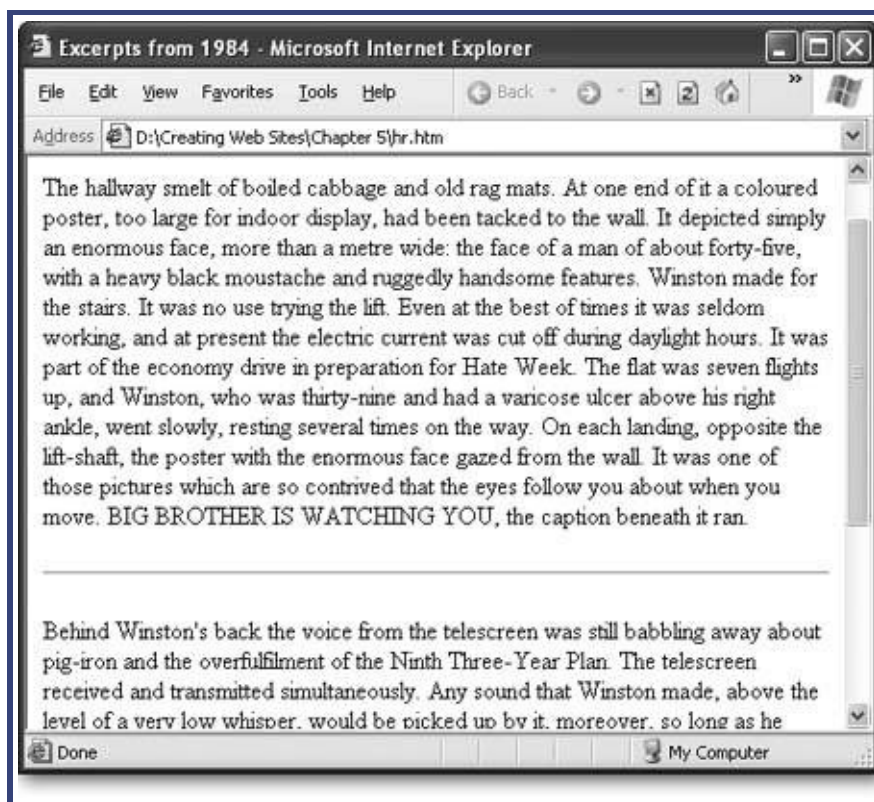 Excerpts from 1984 - Microsoft Internet Explorer
File Edit View Favorites Tools Help Back »
Address D:\Creating Web Sites\Chapter 5\hr.htm
The hallway smelt of boiled cabbage and old rag mats. At one end of it a coloured
poster, too large for indoor display, had been tacked to the wall. It depicted simply
an enormous face, more than a metre wide: the face of a man of about forty-five,
with a heavy black moustache and ruggedly handsome features. Winston made for
the stairs. It was no use trying the lift. Even at the best of times it was seldom
working, and at present the electric current was cut off during daylight hours. It was
part of the economy drive in preparation for Hate Week. The flat was seven flights
up, and Winston, who was thirty-nine and had a varicose ulcer above his right
ankle, went slowly, resting several times on the way. On each landing, opposite the
lift-shaft, the poster with the enormous face gazed from the wall. It was one of
those pictures which are so contrived that the eyes follow you about when you
move. BIG BROTHER IS WATCHING YOU, the caption beneath it ran.
Behind Winston's back the voice from the telescreen was still babbling away about
pig-iron and the overfulfilment of the Ninth Three-Year Plan. The telescreen
received and transmitted simultaneously. Any sound that Winston made, above the
level of a very low whisper, would be picked up by it, moreover, so long as he
Done My Computer